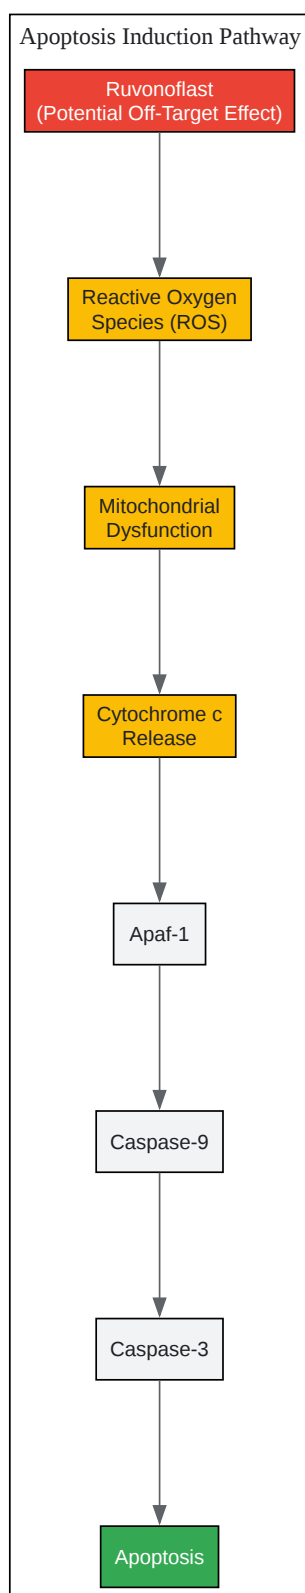 Apoptosis Induction Pathway
Ruvonoflast
(Potential Off-Target Effect)
Reactive Oxygen
Species (ROS)
Mitochondrial
Dysfunction
Cytochrome c
Release
Apaf-1
Caspase-9
Caspase-3
Apoptosis